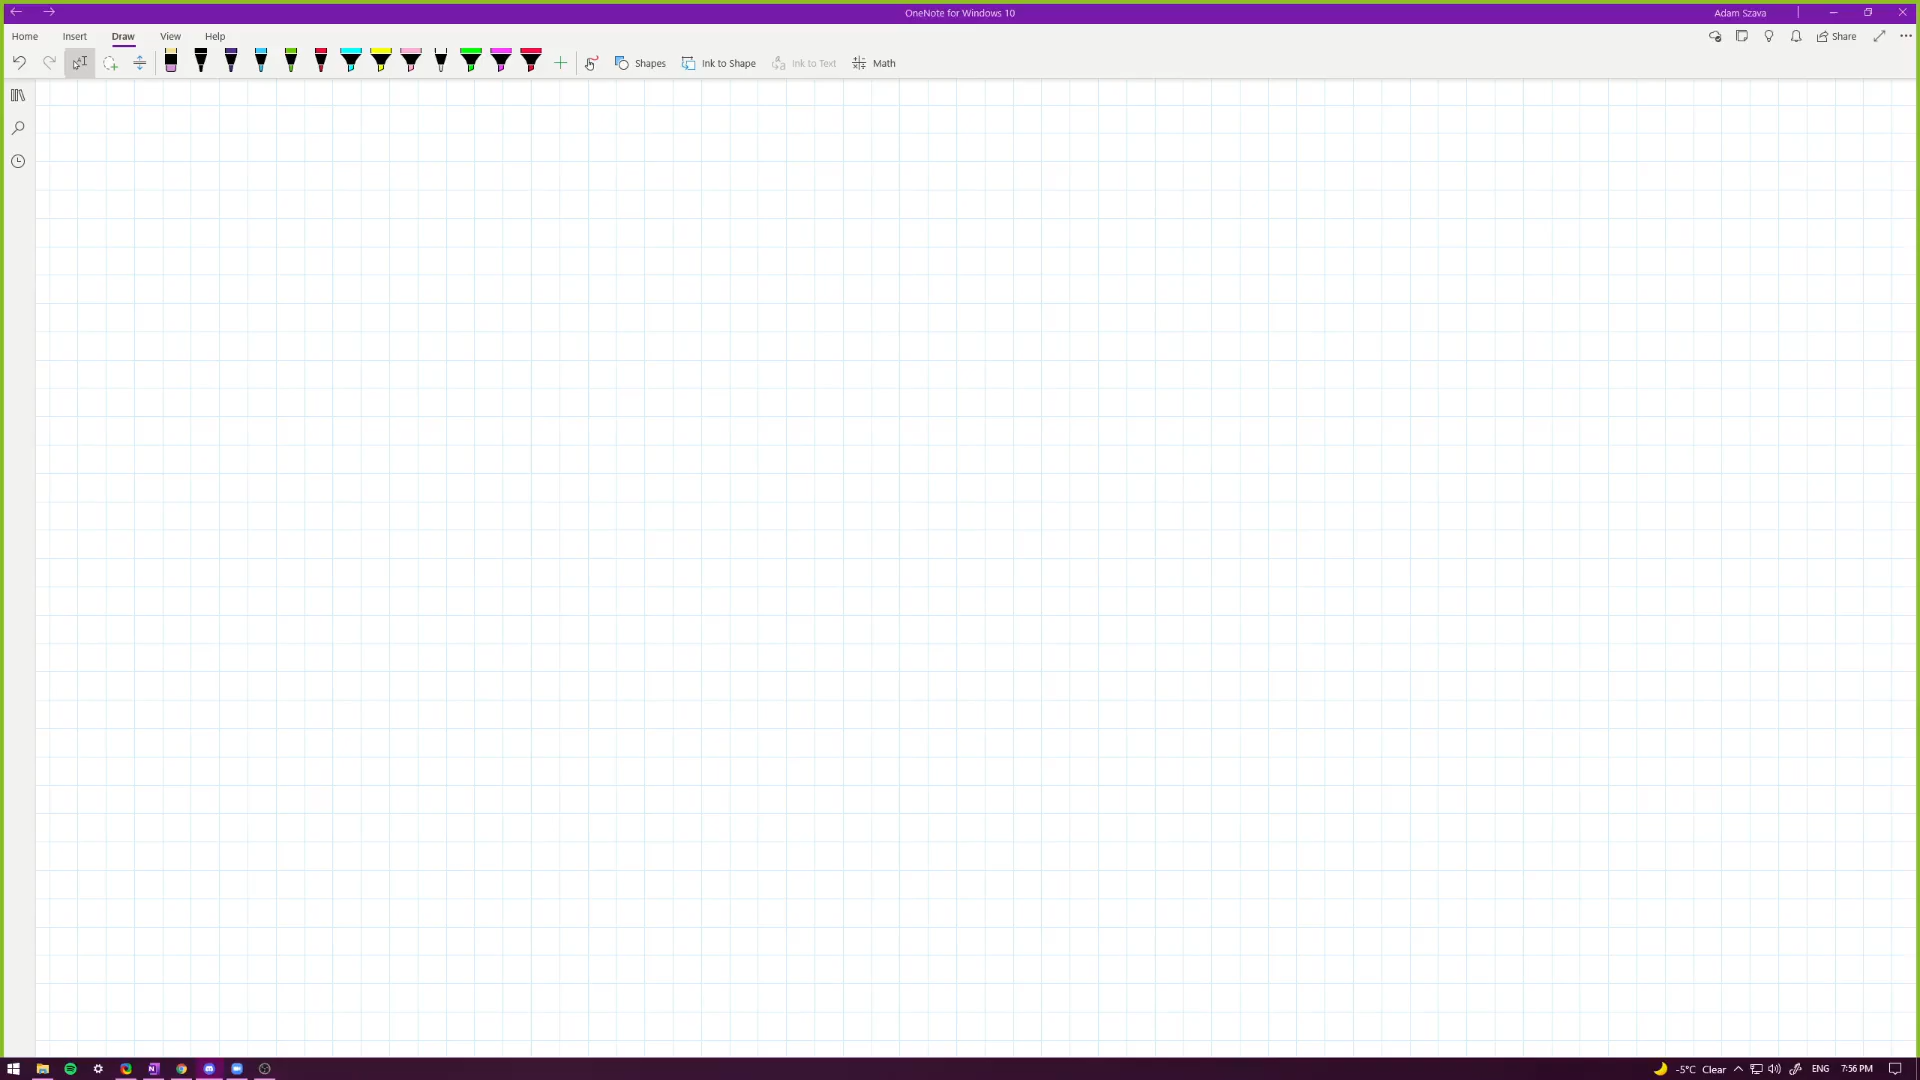 OneNote for Windows 10
Adam Szava
Home Insert Draw View Help
Share
Shapes Ink to Shape Ink to Text Math
-5°C Clear ENG 7:56 PM